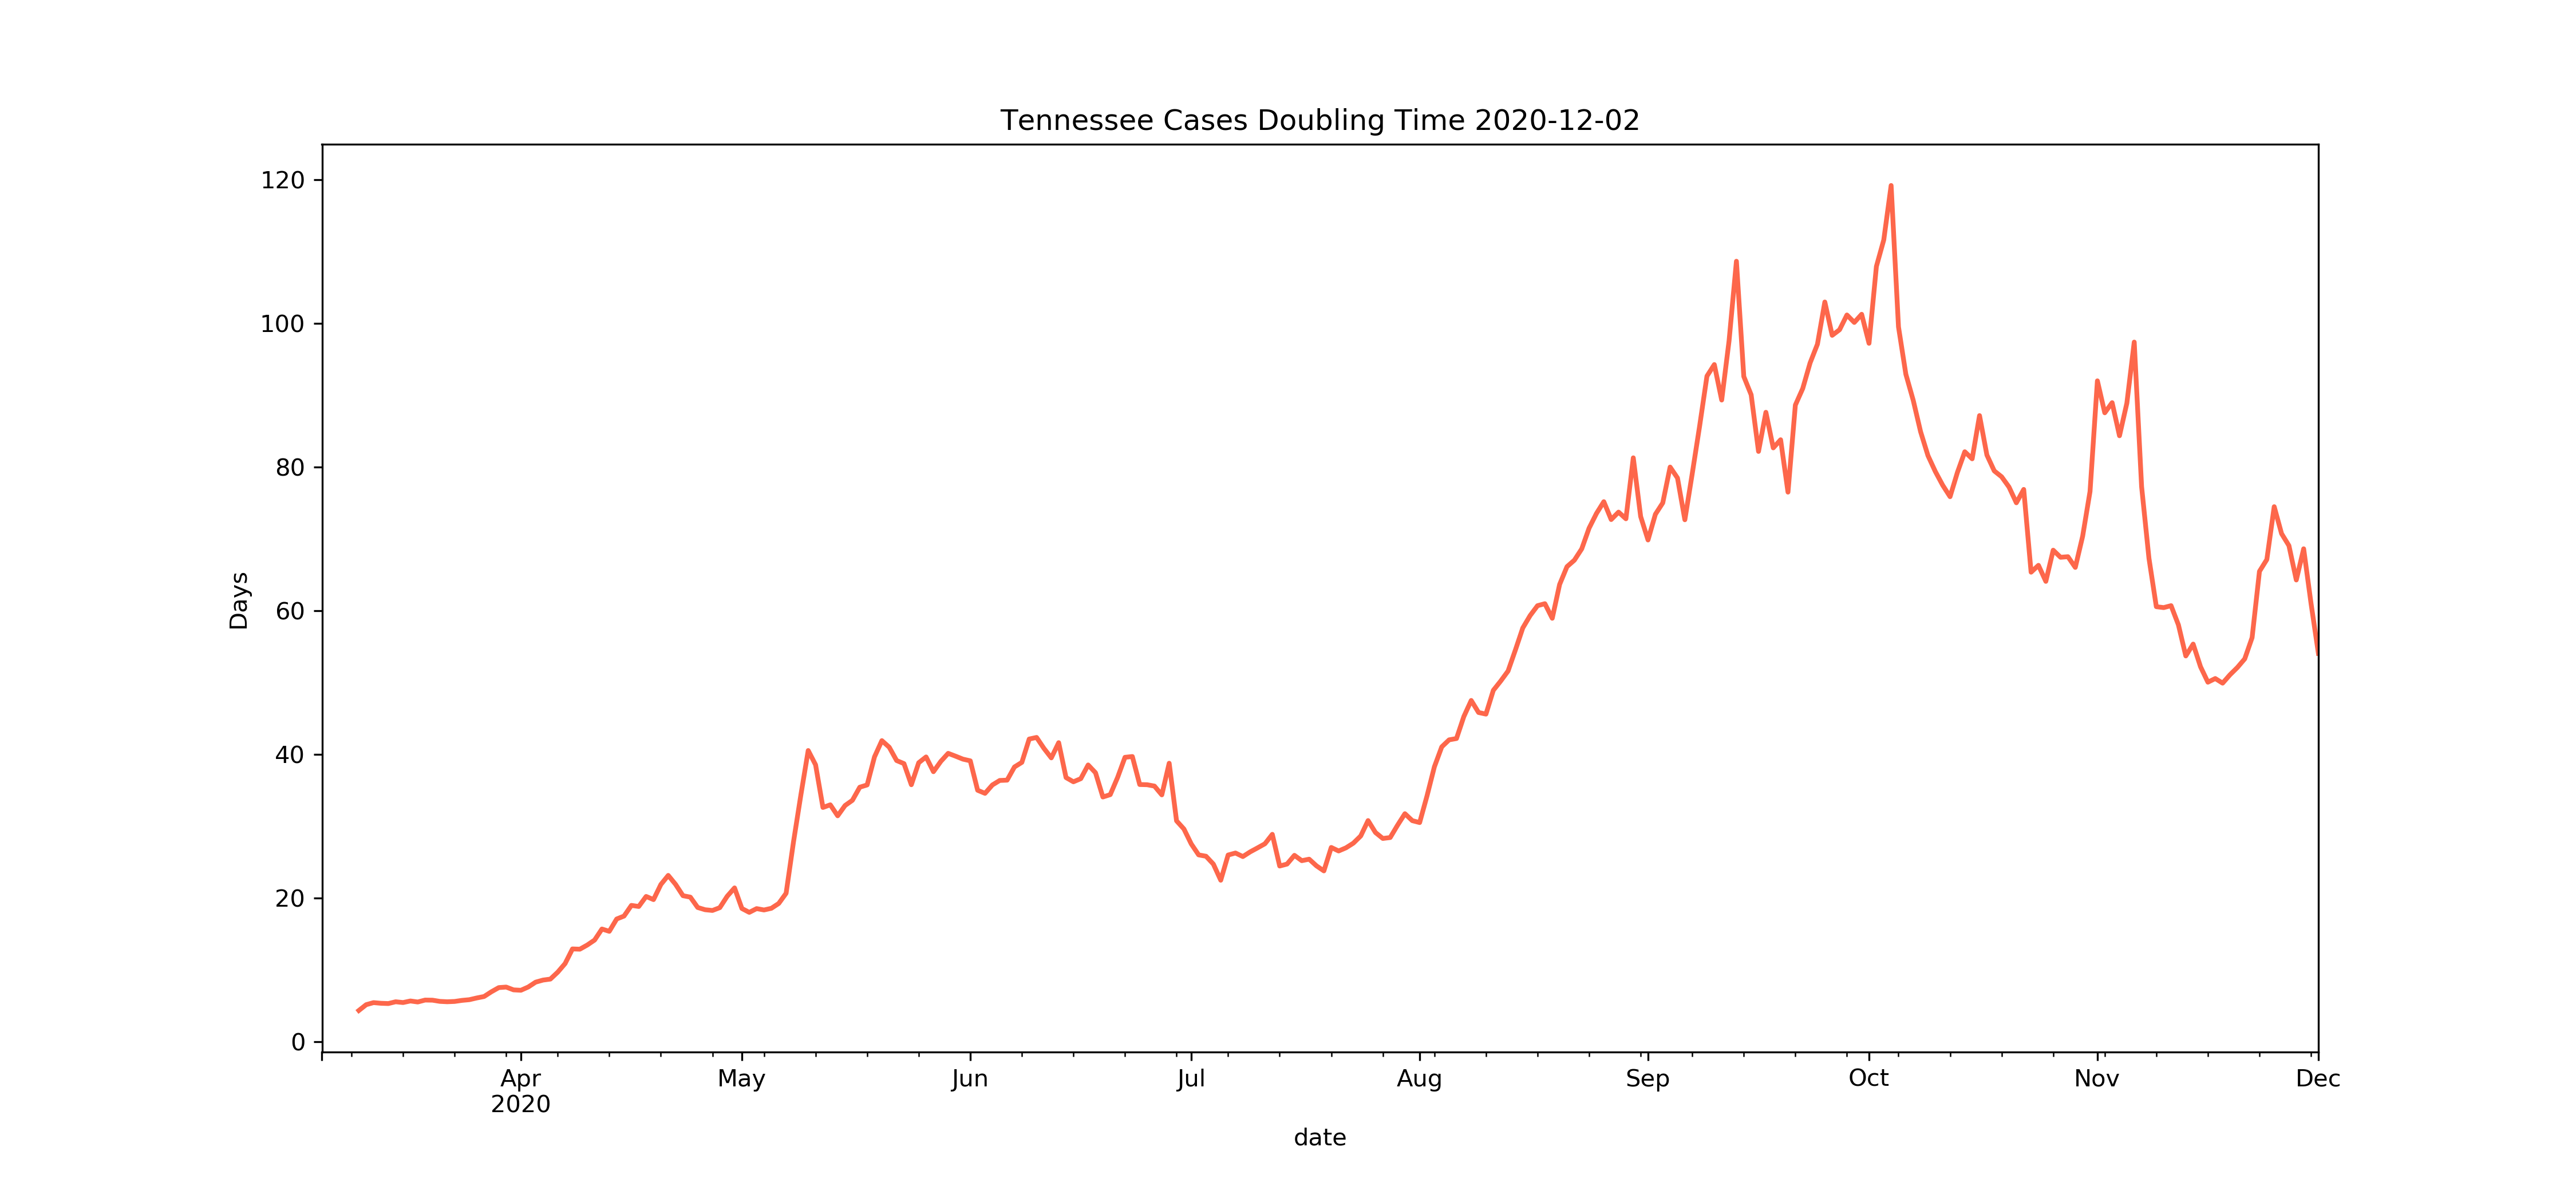 Tennessee Cases Doubling Time 2020-12-02
120
100
80
60
40
20
0
Days
Apr May Jun Jul Aug Sep Oct Nov Dec
2020
date